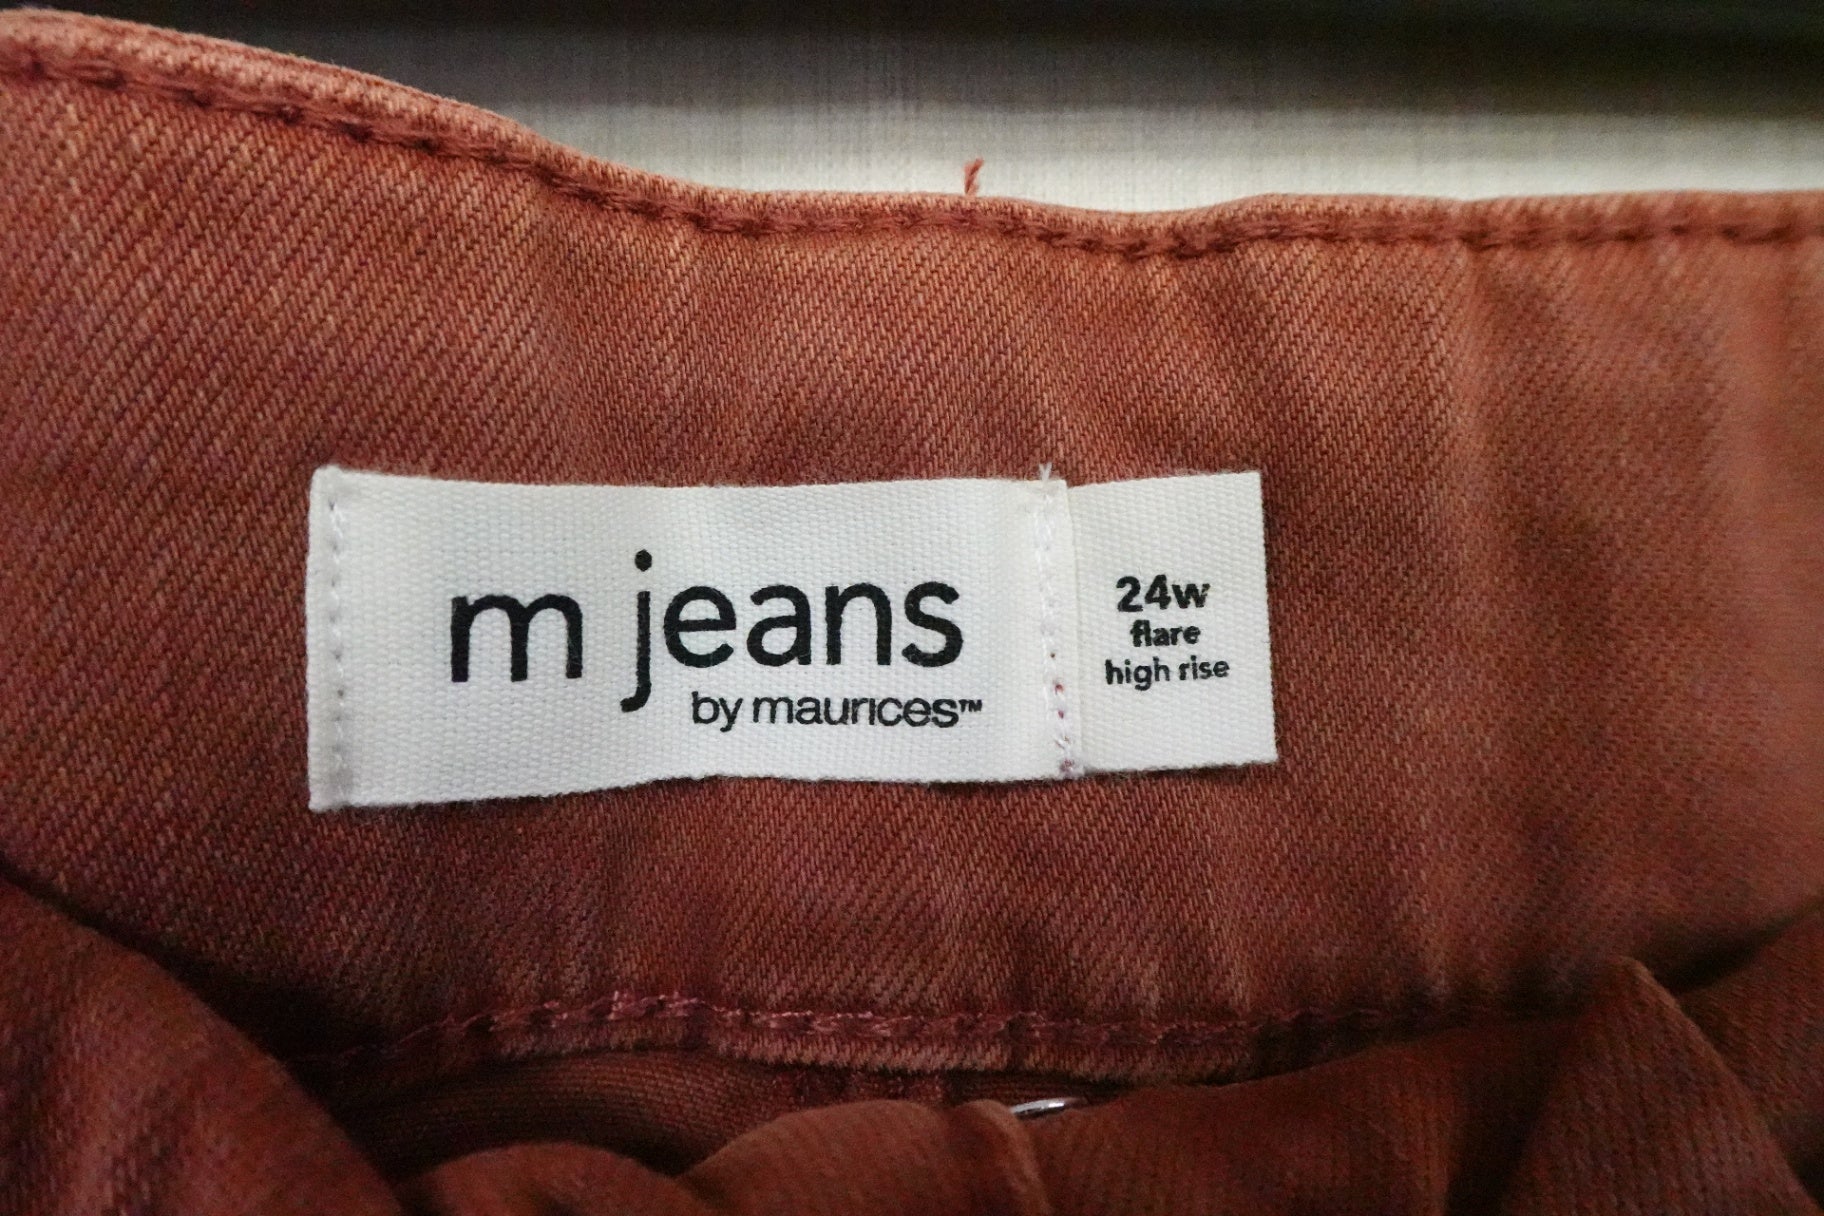 m jeans
by maurices™
24w
flare
high rise